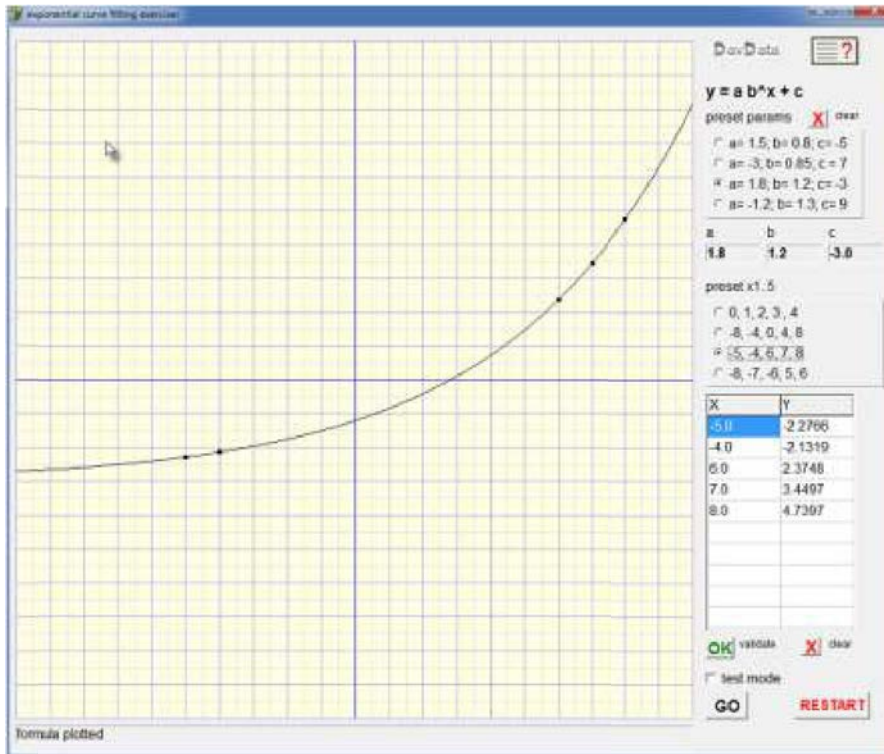 exponential curve fitting exerciser
DavData
?
y = a b^x + c
preset params X clear
a= 1.5; b= 0.8; c= -5
a= -3, b= 0.85, c = 7
a= 1.8; b= 1.2; c= -3
a= -1.2; b= 1.3; c= 9
a b c
1.8 1.2 -3.0
preset x1..5
0, 1, 2, 3, 4
-8, -4, 0, 4, 8
-5, -4, 6, 7, 8
-8, -7, -6, 5, 6
X Y
-5.0 -2.2766
-4.0 -2.1319
6.0 2.3748
7.0 3.4497
8.0 4.7397
OK validate X clear
test mode
GO RESTART
formula plotted